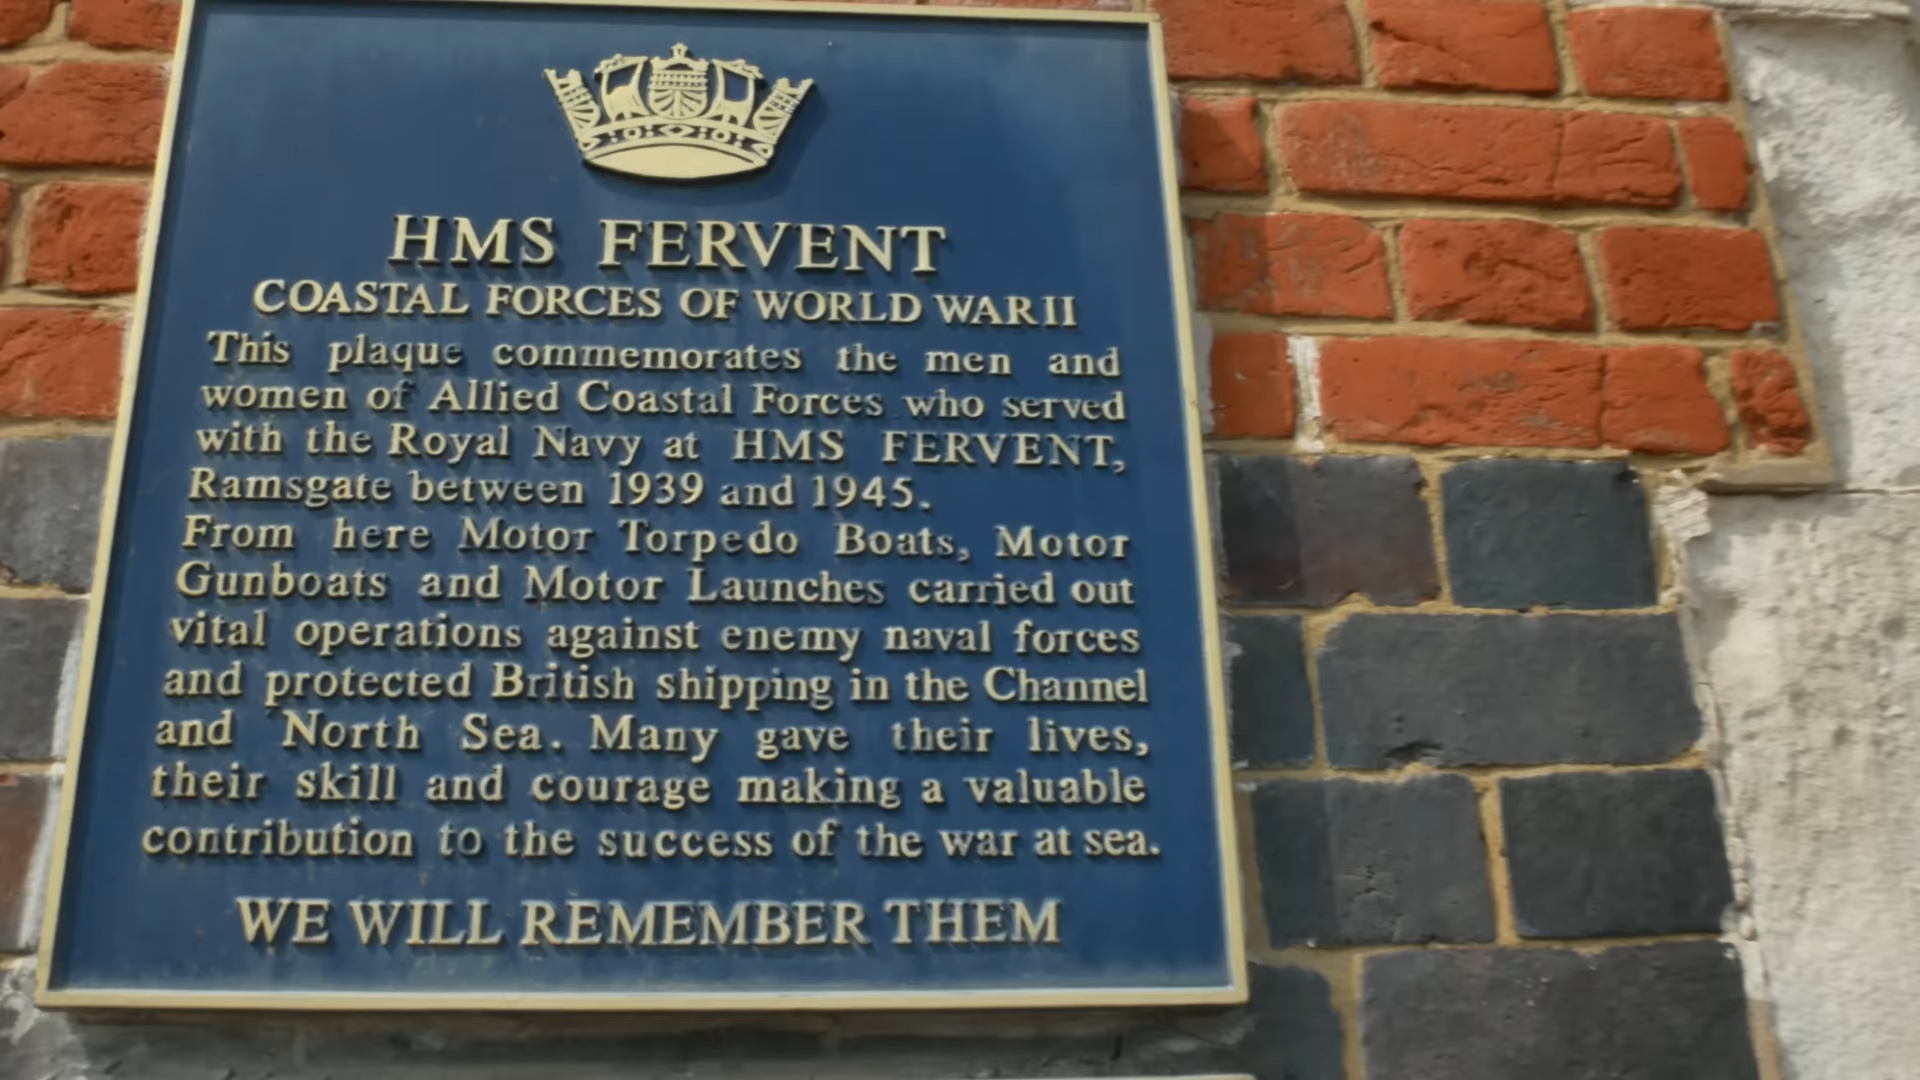 HMS FERVENT
COASTAL FORCES OF WORLD WAR II
This plaque commemorates the men and
women of Allied Coastal Forces who served
with the Royal Navy at HMS FERVENT,
Ramsgate between 1939 and 1945.
From here Motor Torpedo Boats, Motor
Gunboats and Motor Launches carried out
vital operations against enemy naval forces
and protected British shipping in the Channel
and North Sea. Many gave their lives,
their skill and courage making a valuable
contribution to the success of the war at sea.
WE WILL REMEMBER THEM